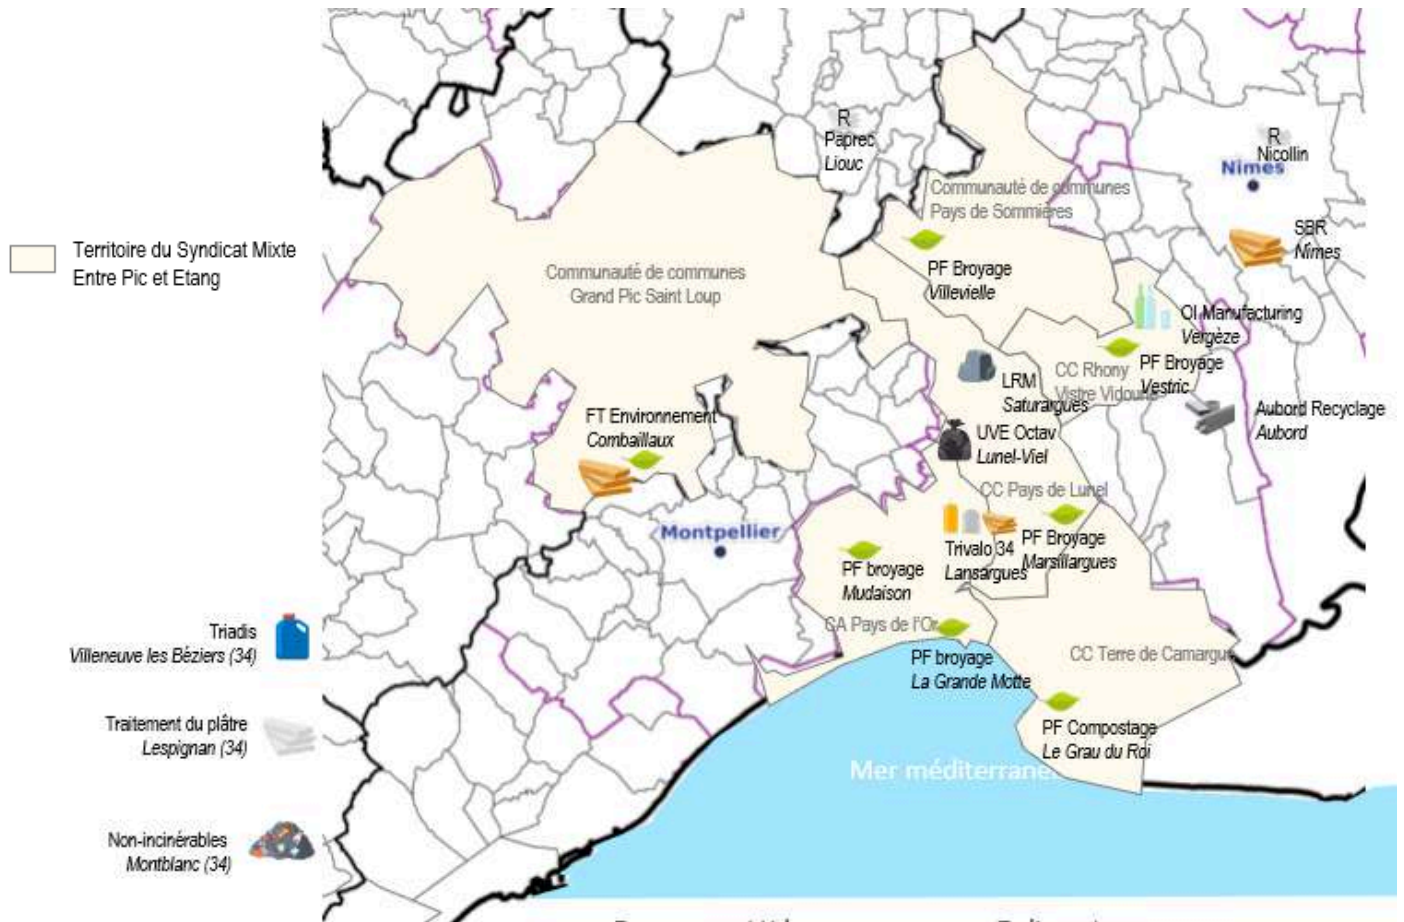 R
Paprec
Liouc
R
Nicollin
Nîmes
Communauté de communes
Pays de Sommières
SBR
Nîmes
Territoire du Syndicat Mixte
Entre Pic et Etang
Communauté de communes
Grand Pic Saint Loup
PF Broyage
Villevielle
OI Manufacturing
Vergèze
PF Broyage
Vestric
CC Rhony
Vistre Vidourle
LRM
Saturargues
Aubord Recyclage
Aubord
FT Environnement
Combaillaux
UVE Octav
Lunel-Viel
CC Pays de Lunel
Montpellier
Trivalo 34
Lansargues
PF Broyage
Marsillargues
PF broyage
Mudaison
CA Pays de l'Or
Triadis
Villeneuve les Béziers (34)
CC Terre de Camargue
PF broyage
La Grande Motte
Traitement du plâtre
Lespignan (34)
PF Compostage
Le Grau du Roi
Mer méditerrane
Non-incinérables
Montblanc (34)